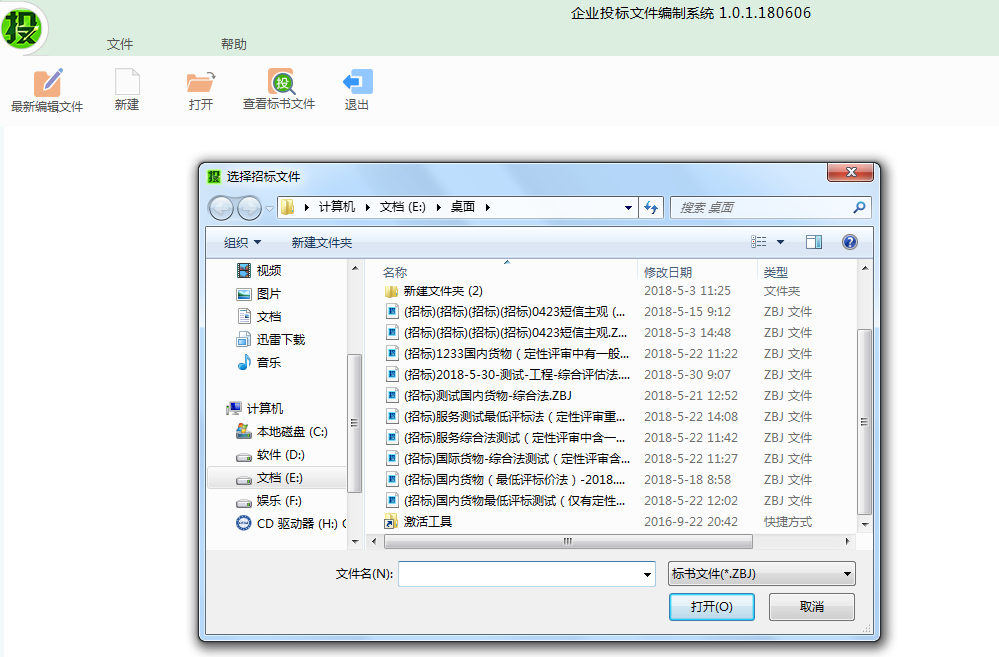 投
企业投标文件编制系统 1.0.1.180606
文件 帮助
最新编辑文件 新建 打开 投 查看标书文件 退出
投 选择招标文件
计算机 文档 (E:) 桌面 搜索 桌面
组织 新建文件夹
视频
图片
文档
迅雷下载
音乐
计算机
本地磁盘 (C:)
软件 (D:)
文档 (E:)
娱乐 (F:)
CD 驱动器 (H:)
名称 修改日期 类型
新建文件夹 (2) 2018-5-3 11:25 文件夹
(招标)(招标)(招标)(招标)0423短信主观 (... 2018-5-15 9:12 ZBJ 文件
(招标)(招标)(招标)(招标)0423短信主观.Z... 2018-5-3 14:48 ZBJ 文件
(招标)1233国内货物（定性评审中有一般... 2018-5-22 11:22 ZBJ 文件
(招标)2018-5-30-测试-工程-综合评估法.... 2018-5-30 9:07 ZBJ 文件
(招标)测试国内货物-综合法.ZBJ 2018-5-21 12:52 ZBJ 文件
(招标)服务测试最低评标法（定性评审重... 2018-5-22 14:08 ZBJ 文件
(招标)服务综合法测试（定性评审中含一... 2018-5-22 11:42 ZBJ 文件
(招标)国际货物-综合法测试（定性评审含... 2018-5-22 11:27 ZBJ 文件
(招标)国内货物（最低评标价法）-2018.... 2018-5-18 8:58 ZBJ 文件
(招标)国内货物最低评标测试（仅有定性... 2018-5-22 12:02 ZBJ 文件
激活工具 2016-9-22 20:42 快捷方式
文件名(N): 标书文件(*.ZBJ)
打开(O) 取消